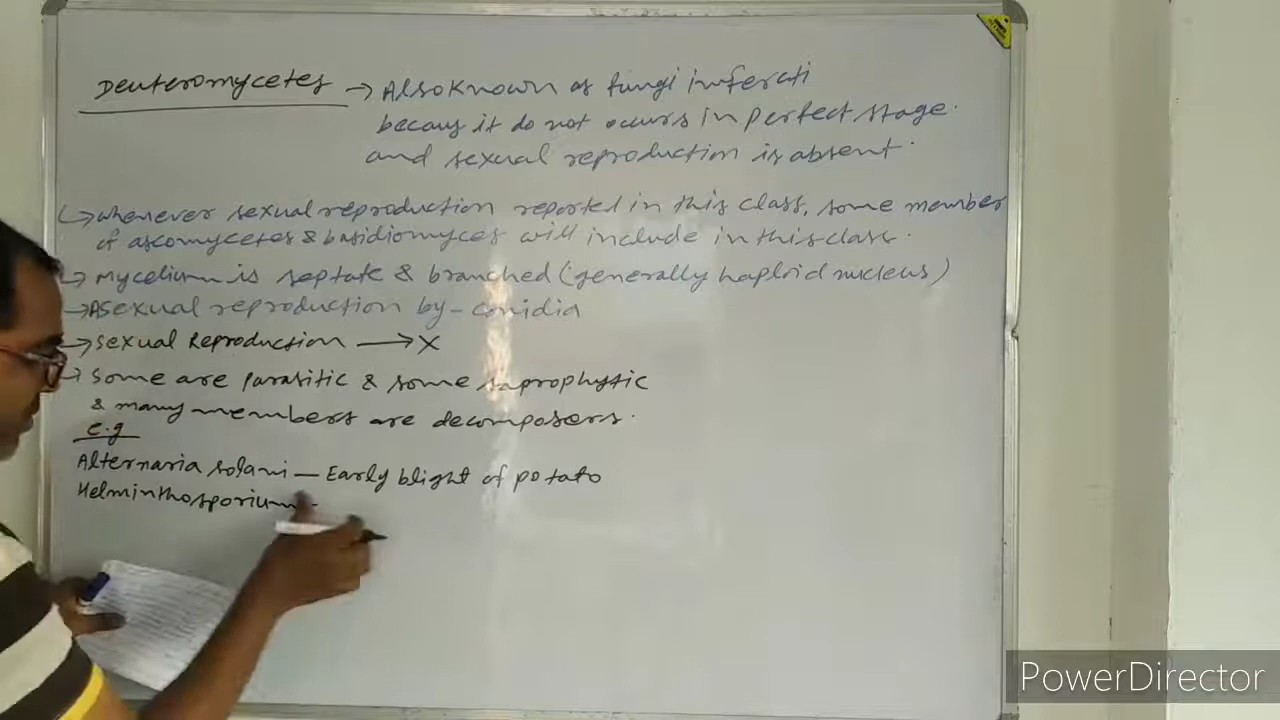 Deuteromycetes → Also known as fungi imferati
becaus it do not occurs in perfect stage.
and sexual reproduction is absent.
↳ whenever sexual reproduction reported in this class, some member
of ascomycetes & basidiomyces will include in this class.
↳ Mycelium is septate & branched (generally haploid nucleus)
→ Asexual reproduction by - conidia
→ sexual Reproduction → X
→ Some are parasitic & some saprophytic
& many members are decomposers.
e.g
Alternaria solani — Early blight of potato
Helminthosporium -
PowerDirector